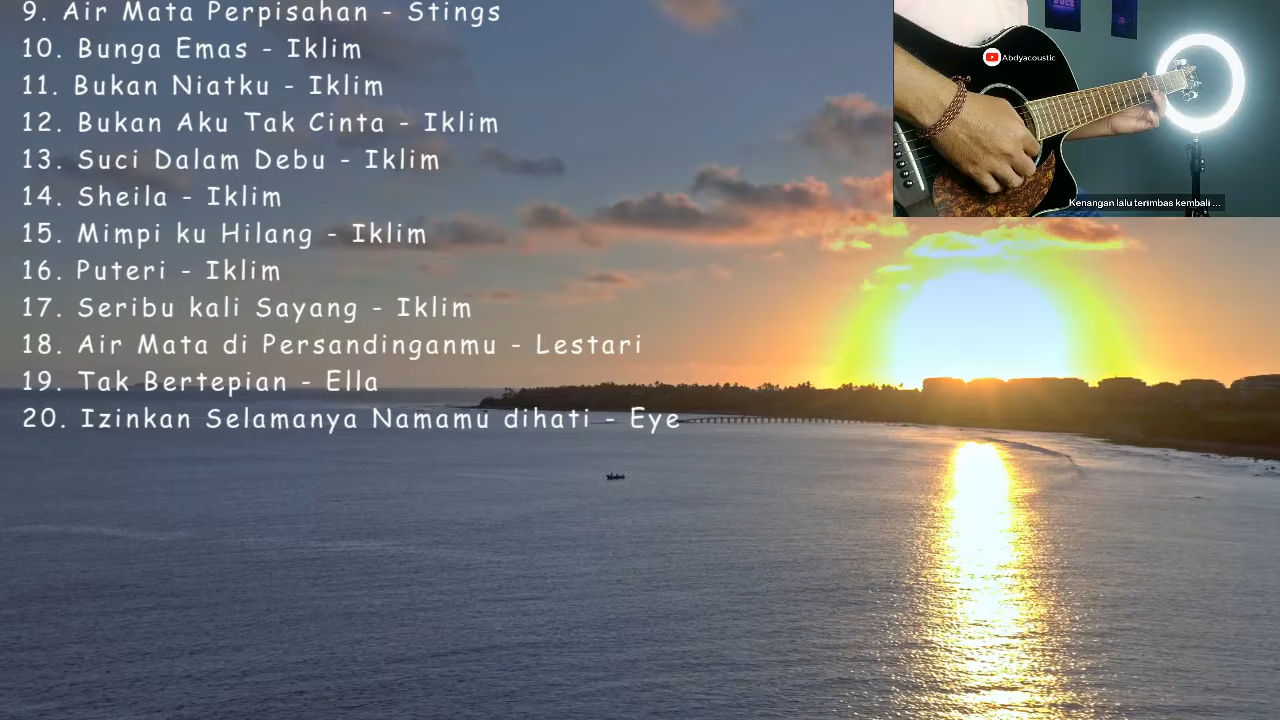 9. Air Mata Perpisahan - Stings
10. Bunga Emas - Iklim
11. Bukan Niatku - Iklim
12. Bukan Aku Tak Cinta - Iklim
13. Suci Dalam Debu - Iklim
14. Sheila - Iklim
15. Mimpi ku Hilang - Iklim
16. Puteri - Iklim
17. Seribu kali Sayang - Iklim
18. Air Mata di Persandinganmu - Lestari
19. Tak Bertepian - Ella
20. Izinkan Selamanya Namamu dihati - Eye
Abdyacoustic
Kenangan lalu terimbas kembali ...